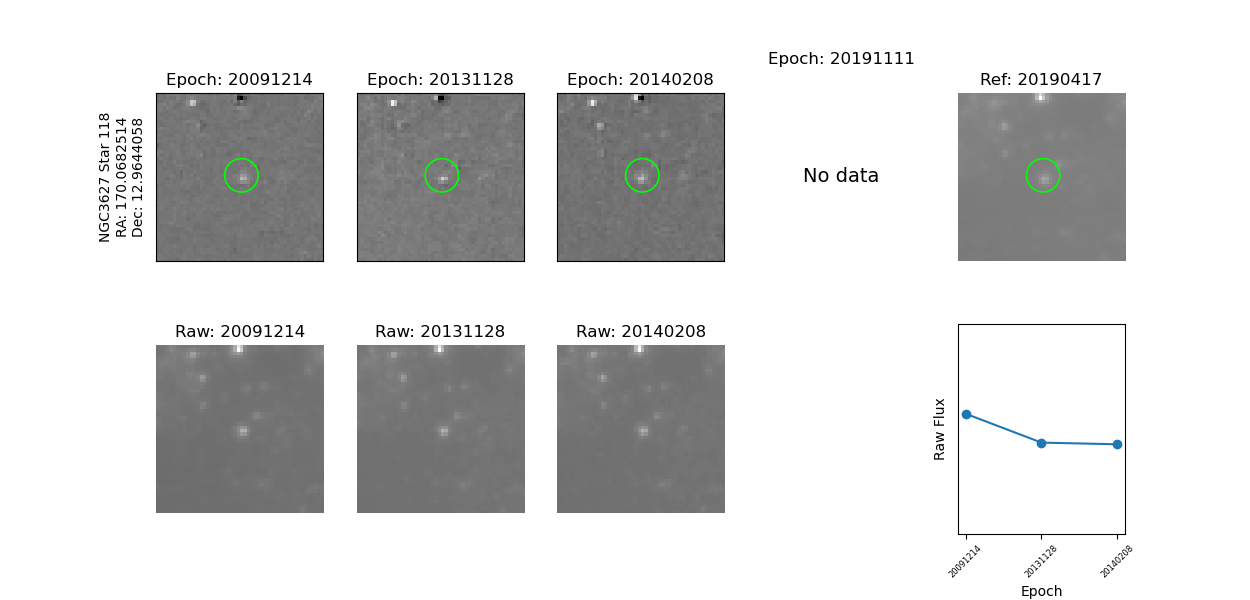 Epoch: 20191111
Epoch: 20091214
Epoch: 20131128
Epoch: 20140208
Ref: 20190417
NGC3627 Star 118
RA: 170.0682514
Dec: 12.9644058
No data
Raw: 20091214
Raw: 20131128
Raw: 20140208
Raw Flux
20091214
20131128
20140208
Epoch